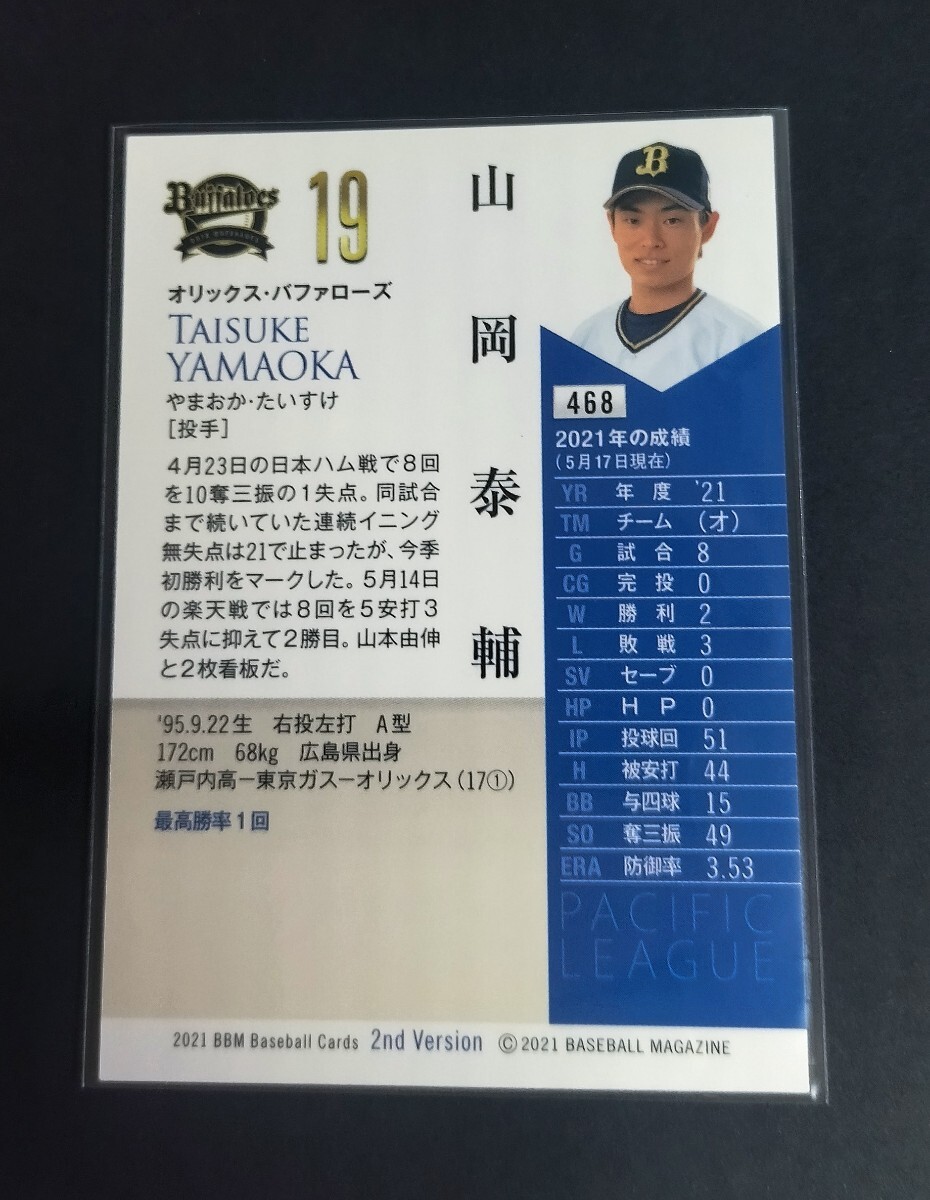 Buffaloes
19
オリックス・バファローズ
TAISUKE
YAMAOKA
やまおか・たいすけ
[投手]
4月23日の日本ハム戦で8回
を10奪三振の1失点。同試合
まで続いていた連続イニング
無失点は21で止まったが、今季
初勝利をマークした。5月14日
の楽天戦では8回を5安打3
失点に抑えて2勝目。山本由伸
と2枚看板だ。
山岡泰輔
'95.9.22生 右投左打 A型
172cm 68kg 広島県出身
瀬戸内高ー東京ガスーオリックス(17①)
最高勝率1回
B
468
2021年の成績
(5月17日現在)
YR 年度 '21
TM チーム (オ)
G 試合 8
CG 完投 0
W 勝利 2
L 敗戦 3
SV セーブ 0
HP HP 0
IP 投球回 51
H 被安打 44
BB 与四球 15
SO 奪三振 49
ERA 防御率 3.53
PACIFIC
LEAGUE
2021 BBM Baseball Cards 2nd Version ©2021 BASEBALL MAGAZINE